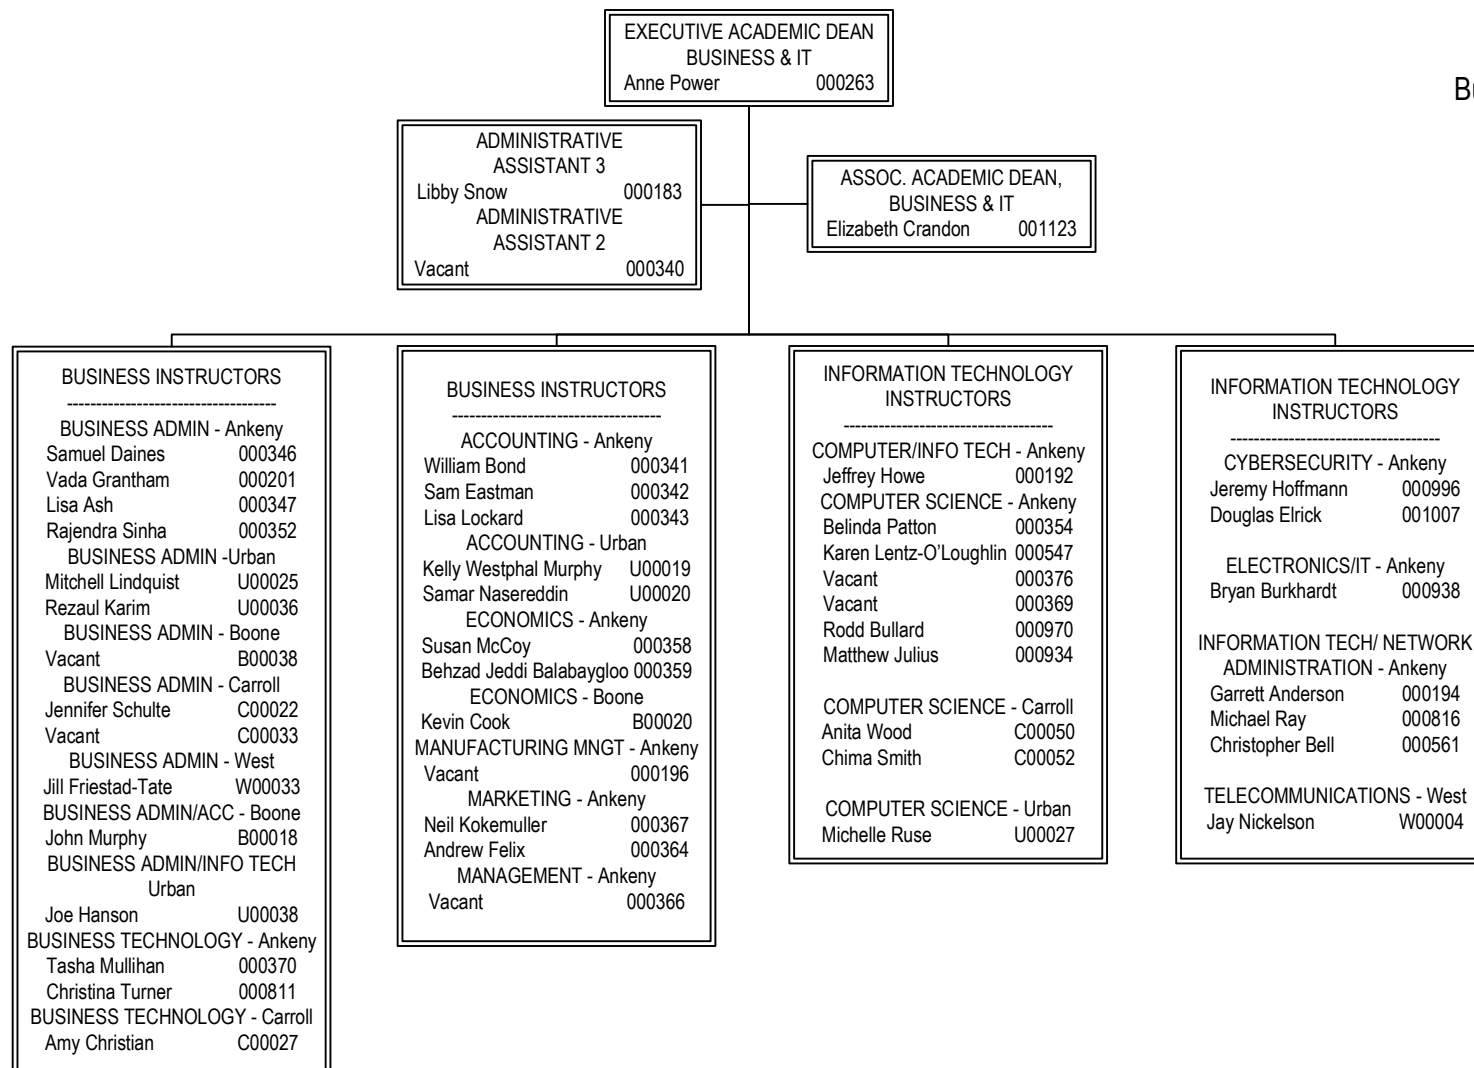 EXECUTIVE ACADEMIC DEAN
BUSINESS & IT
Anne Power 000263
ADMINISTRATIVE
ASSISTANT 3
Libby Snow 000183
ADMINISTRATIVE
ASSISTANT 2
Vacant 000340
ASSOC. ACADEMIC DEAN,
BUSINESS & IT
Elizabeth Crandon 001123
BUSINESS INSTRUCTORS
------------------------------------
BUSINESS ADMIN - Ankeny
Samuel Daines 000346
Vada Grantham 000201
Lisa Ash 000347
Rajendra Sinha 000352
BUSINESS ADMIN -Urban
Mitchell Lindquist U00025
Rezaul Karim U00036
BUSINESS ADMIN - Boone
Vacant B00038
BUSINESS ADMIN - Carroll
Jennifer Schulte C00022
Vacant C00033
BUSINESS ADMIN - West
Jill Friestad-Tate W00033
BUSINESS ADMIN/ACC - Boone
John Murphy B00018
BUSINESS ADMIN/INFO TECH
Urban
Joe Hanson U00038
BUSINESS TECHNOLOGY - Ankeny
Tasha Mullihan 000370
Christina Turner 000811
BUSINESS TECHNOLOGY - Carroll
Amy Christian C00027
BUSINESS INSTRUCTORS
------------------------------------
ACCOUNTING - Ankeny
William Bond 000341
Sam Eastman 000342
Lisa Lockard 000343
ACCOUNTING - Urban
Kelly Westphal Murphy U00019
Samar Nasereddin U00020
ECONOMICS - Ankeny
Susan McCoy 000358
Behzad Jeddi Balabaygloo 000359
ECONOMICS - Boone
Kevin Cook B00020
MANUFACTURING MNGT - Ankeny
Vacant 000196
MARKETING - Ankeny
Neil Kokemuller 000367
Andrew Felix 000364
MANAGEMENT - Ankeny
Vacant 000366
INFORMATION TECHNOLOGY
INSTRUCTORS
------------------------------------
COMPUTER/INFO TECH - Ankeny
Jeffrey Howe 000192
COMPUTER SCIENCE - Ankeny
Belinda Patton 000354
Karen Lentz-O’Loughlin 000547
Vacant 000376
Vacant 000369
Rodd Bullard 000970
Matthew Julius 000934
COMPUTER SCIENCE - Carroll
Anita Wood C00050
Chima Smith C00052
COMPUTER SCIENCE - Urban
Michelle Ruse U00027
INFORMATION TECHNOLOGY
INSTRUCTORS
------------------------------------
CYBERSECURITY - Ankeny
Jeremy Hoffmann 000996
Douglas Elrick 001007
ELECTRONICS/IT - Ankeny
Bryan Burkhardt 000938
INFORMATION TECH/ NETWORK
ADMINISTRATION - Ankeny
Garrett Anderson 000194
Michael Ray 000816
Christopher Bell 000561
TELECOMMUNICATIONS - West
Jay Nickelson W00004